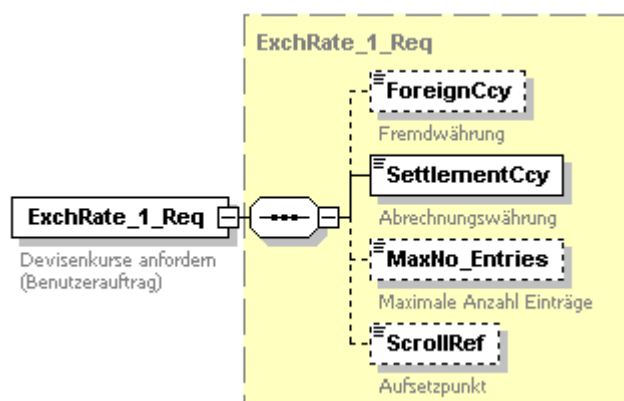 ExchRate_1_Req
ForeignCcy
Fremdwährung
SettlementCcy
Abrechnungswährung
ExchRate_1_Req
Devisenkurse anfordern
(Benutzerauftrag)
MaxNo_Entries
Maximale Anzahl Einträge
ScrollRef
Aufsetzpunkt